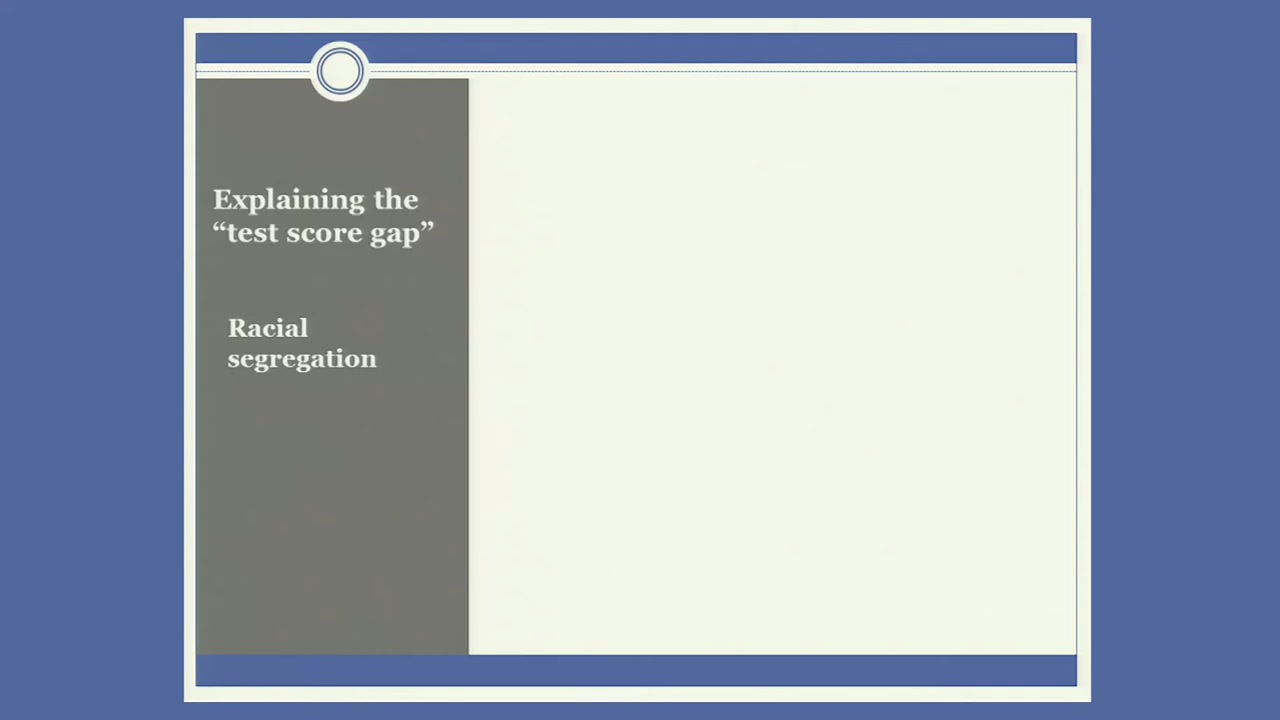 Explaining the
“test score gap”
Racial
segregation